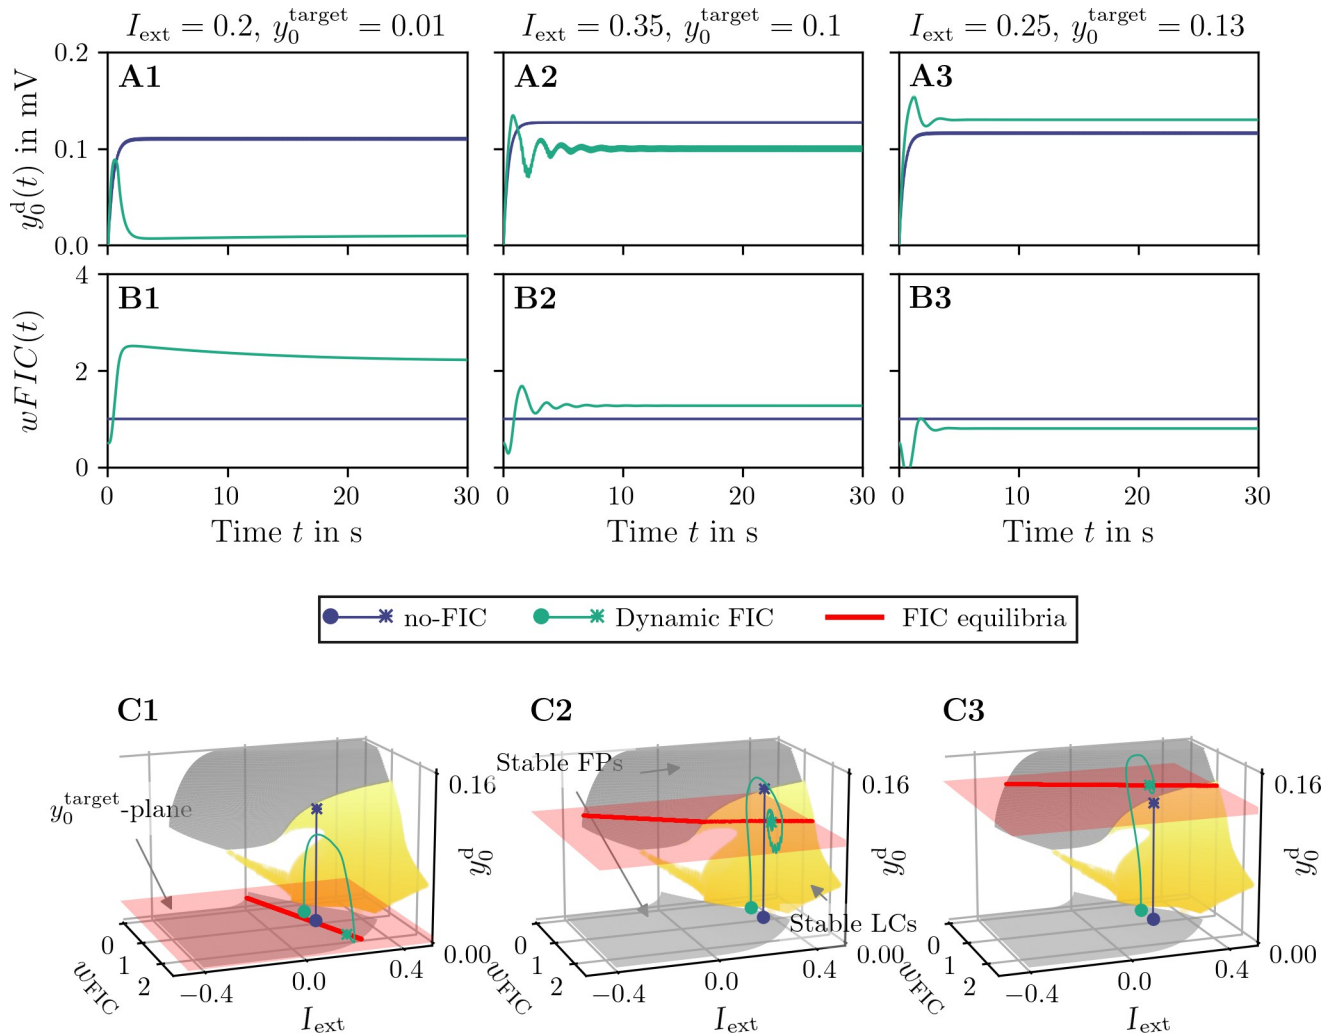 I_ext = 0.2, y_0^target = 0.01
I_ext = 0.35, y_0^target = 0.1
I_ext = 0.25, y_0^target = 0.13
0.2
A1
A2
A3
y_0^d(t) in mV
0.1
0.0
4
B1
B2
B3
wFIC(t)
2
0
0 10 20 30
0 10 20 30
0 10 20 30
Time t in s
Time t in s
Time t in s
no-FIC
Dynamic FIC
FIC equilibria
C1
y_0^target-plane
0.16
y_0^d
0.00
0
1
2
w_FIC
−0.4
0.0
0.4
I_ext
C2
Stable FPs
Stable LCs
0.16
y_0^d
0.00
0
1
2
w_FIC
−0.4
0.0
0.4
I_ext
C3
0.16
y_0^d
0.00
0
1
2
w_FIC
−0.4
0.0
0.4
I_ext